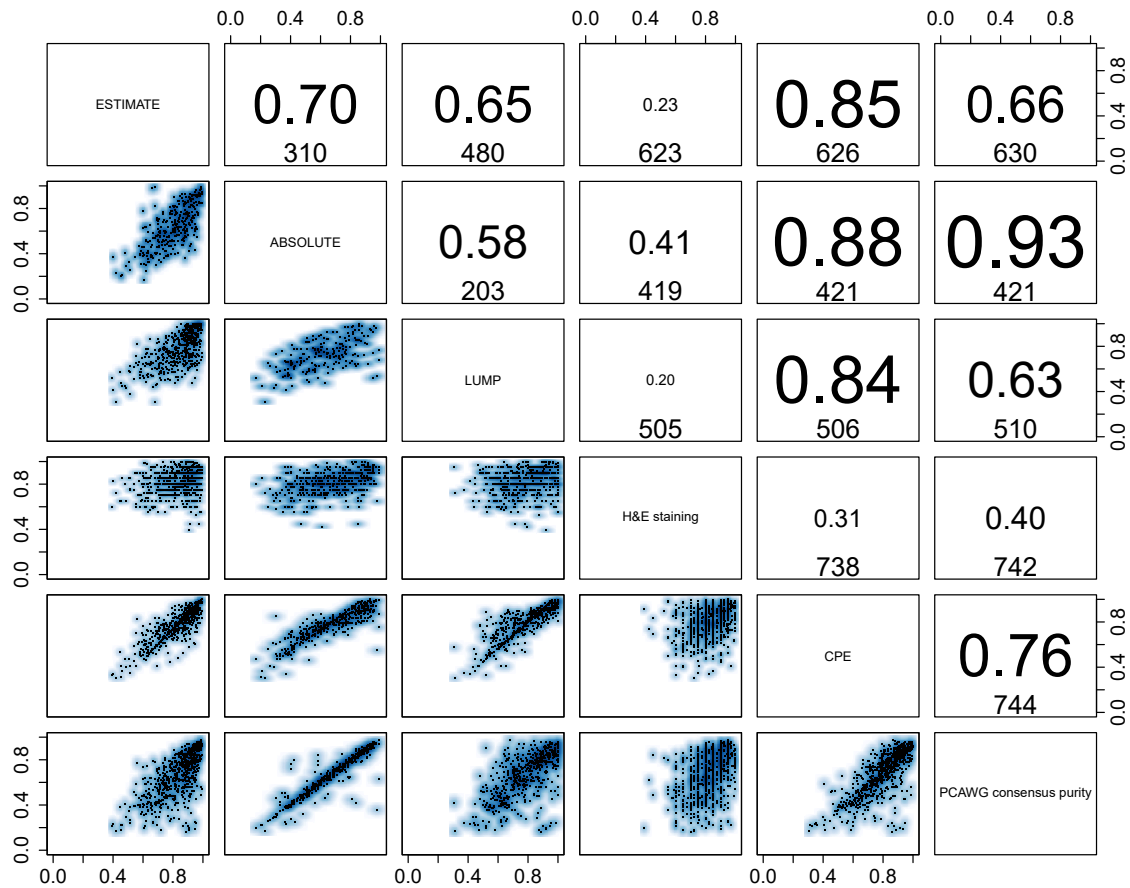 0.0 0.4 0.8 0.0 0.4 0.8 0.0 0.4 0.8
ESTIMATE 0.70 0.65 0.23 0.85 0.66 0.0 0.4 0.8
310 480 623 626 630
0.0 0.4 0.8 ABSOLUTE 0.58 0.41 0.88 0.93
203 419 421 421
LUMP 0.20 0.84 0.63 0.0 0.4 0.8
505 506 510
0.0 0.4 0.8 H&E staining 0.31 0.40
738 742
CPE 0.76 0.0 0.4 0.8
744
0.0 0.4 0.8 PCAWG consensus purity
0.0 0.4 0.8 0.0 0.4 0.8 0.0 0.4 0.8